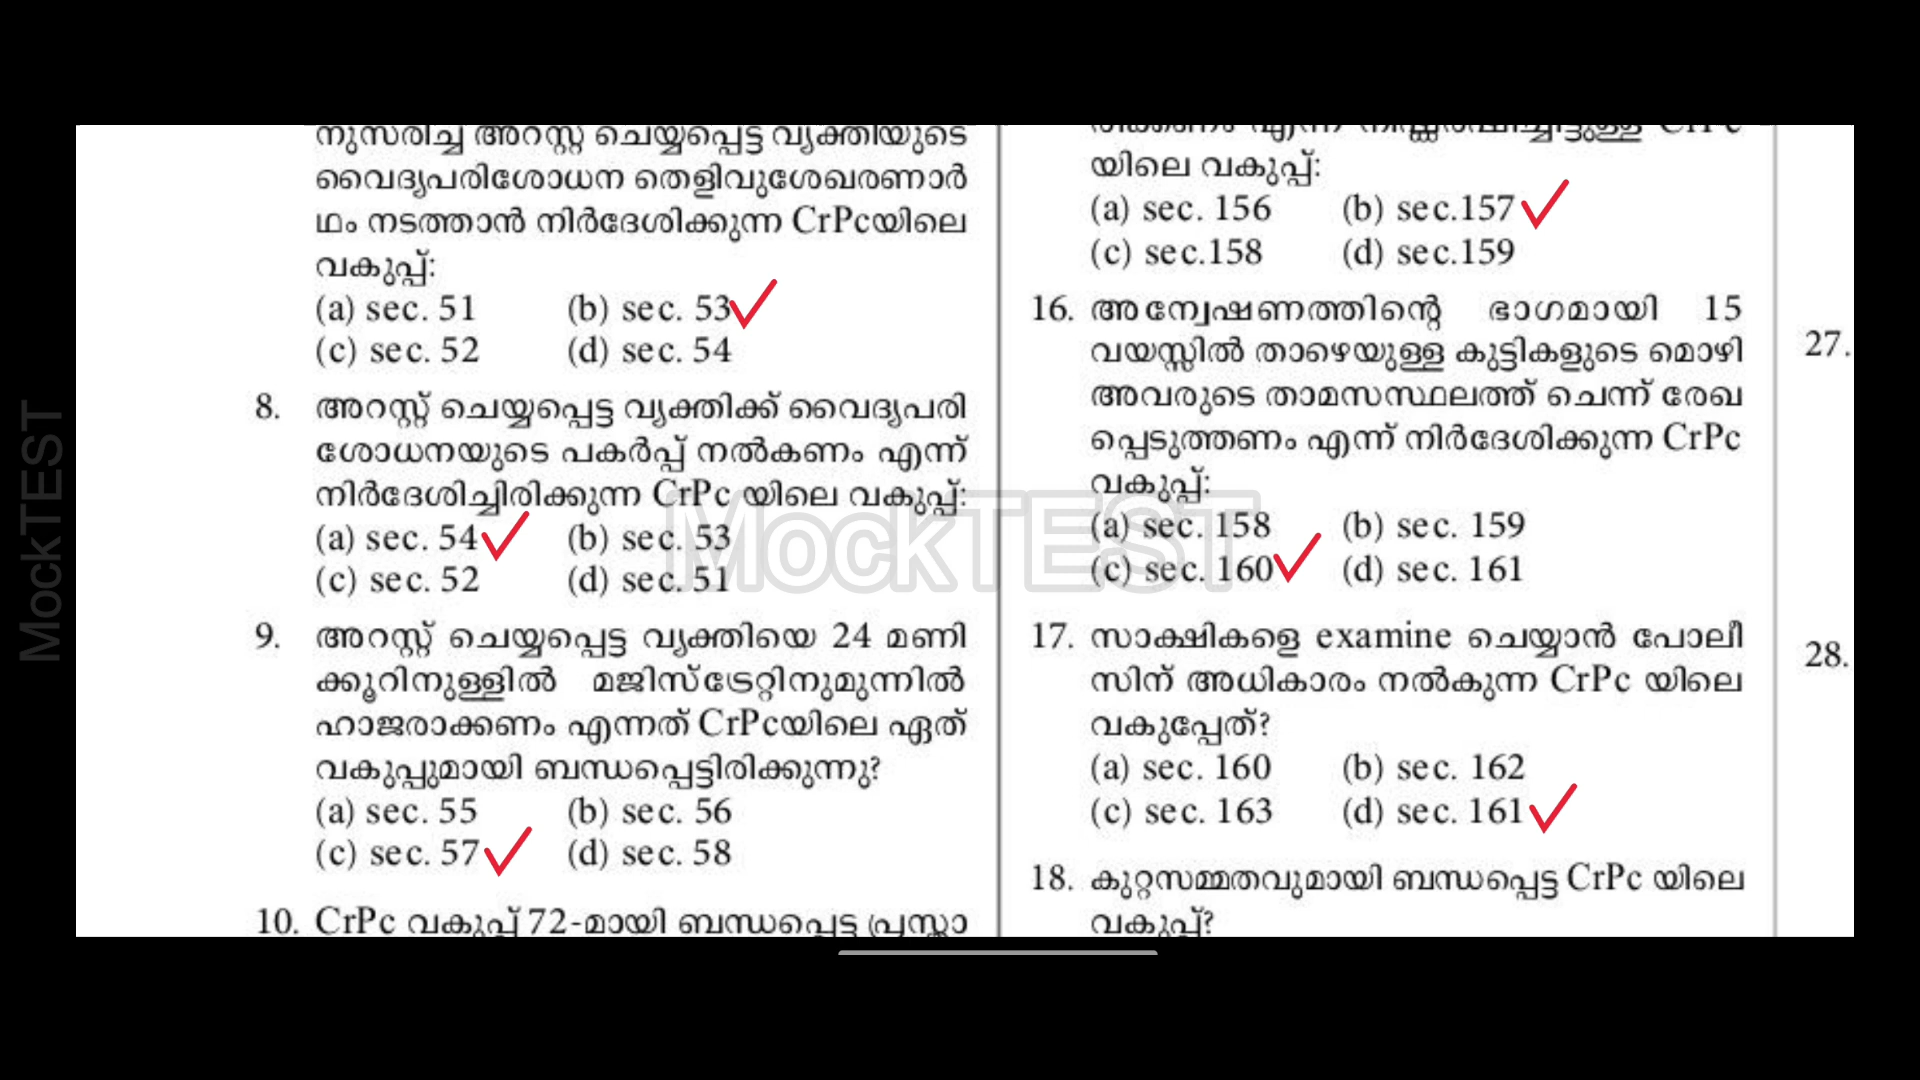 നുസരിച്ച് അറസ്റ്റ് ചെയ്യപ്പെട്ട വ്യക്തിയുടെ
വൈദ്യപരിശോധന തെളിവുശേഖരണാർ
ഥം നടത്താൻ നിർദേശിക്കുന്ന CrPcയിലെ
വകുപ്പ്:
(a) sec. 51 (b) sec. 53
(c) sec. 52 (d) sec. 54
8. അറസ്റ്റ് ചെയ്യപ്പെട്ട വ്യക്തിക്ക് വൈദ്യപരി
ശോധനയുടെ പകർപ്പ് നൽകണം എന്ന്
നിർദേശിച്ചിരിക്കുന്ന CrPc യിലെ വകുപ്പ്:
(a) sec. 54 (b) sec. 53
(c) sec. 52 (d) sec. 51
9. അറസ്റ്റ് ചെയ്യപ്പെട്ട വ്യക്തിയെ 24 മണി
ക്കൂറിനുള്ളിൽ മജിസ്ട്രേറ്റിനുമുന്നിൽ
ഹാജരാക്കണം എന്നത് CrPcയിലെ ഏത്
വകുപ്പുമായി ബന്ധപ്പെട്ടിരിക്കുന്നു?
(a) sec. 55 (b) sec. 56
(c) sec. 57 (d) sec. 58
10. CrPc വകുപ്പ് 72-മായി ബന്ധപ്പെട്ട പ്രസ്താ
യിലെ വകുപ്പ്:
(a) sec. 156 (b) sec.157
(c) sec.158 (d) sec.159
16. അന്വേഷണത്തിന്റെ ഭാഗമായി 15
വയസ്സിൽ താഴെയുള്ള കുട്ടികളുടെ മൊഴി
അവരുടെ താമസസ്ഥലത്ത് ചെന്ന് രേഖ
പ്പെടുത്തണം എന്ന് നിർദേശിക്കുന്ന CrPc
വകുപ്പ്:
(a) sec. 158 (b) sec. 159
(c) sec. 160 (d) sec. 161
17. സാക്ഷികളെ examine ചെയ്യാൻ പോലീ
സിന് അധികാരം നൽകുന്ന CrPc യിലെ
വകുപ്പേത്?
(a) sec. 160 (b) sec. 162
(c) sec. 163 (d) sec. 161
18. കുറ്റസമ്മതവുമായി ബന്ധപ്പെട്ട CrPc യിലെ
വകുപ്പ്?
27.
28.
MockTEST
MockTEST